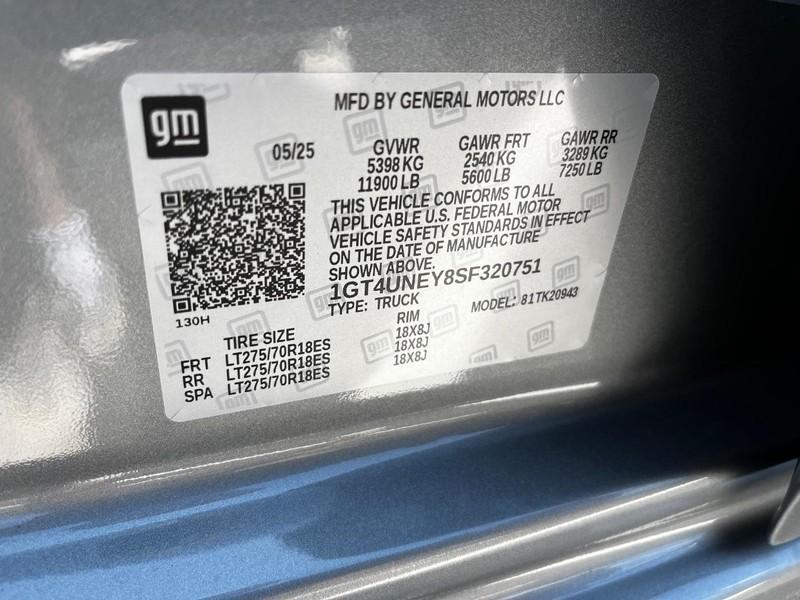 gm
MFD BY GENERAL MOTORS LLC
05/25 GVWR GAWR FRT GAWR RR
5398 KG 2540 KG 3289 KG
11900 LB 5600 LB 7250 LB
THIS VEHICLE CONFORMS TO ALL
APPLICABLE U.S. FEDERAL MOTOR
VEHICLE SAFETY STANDARDS IN EFFECT
ON THE DATE OF MANUFACTURE
SHOWN ABOVE.
1GT4UNEY8SF320751
TYPE: TRUCK MODEL: 81TK20943
130H
TIRE SIZE RIM
FRT LT275/70R18ES 18X8J
RR LT275/70R18ES 18X8J
SPA LT275/70R18ES 18X8J